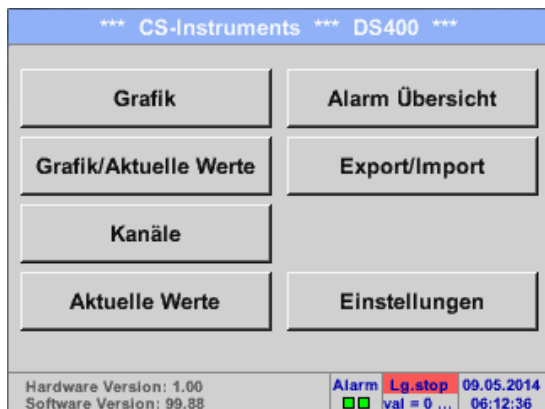 *** CS-Instruments *** DS400 ***
Grafik
Alarm Übersicht
Grafik/Aktuelle Werte
Export/Import
Kanäle
Aktuelle Werte
Einstellungen
Hardware Version: 1.00
Software Version: 99.88
Alarm
Lg.stop
val = 0 ...
09.05.2014
06:12:36